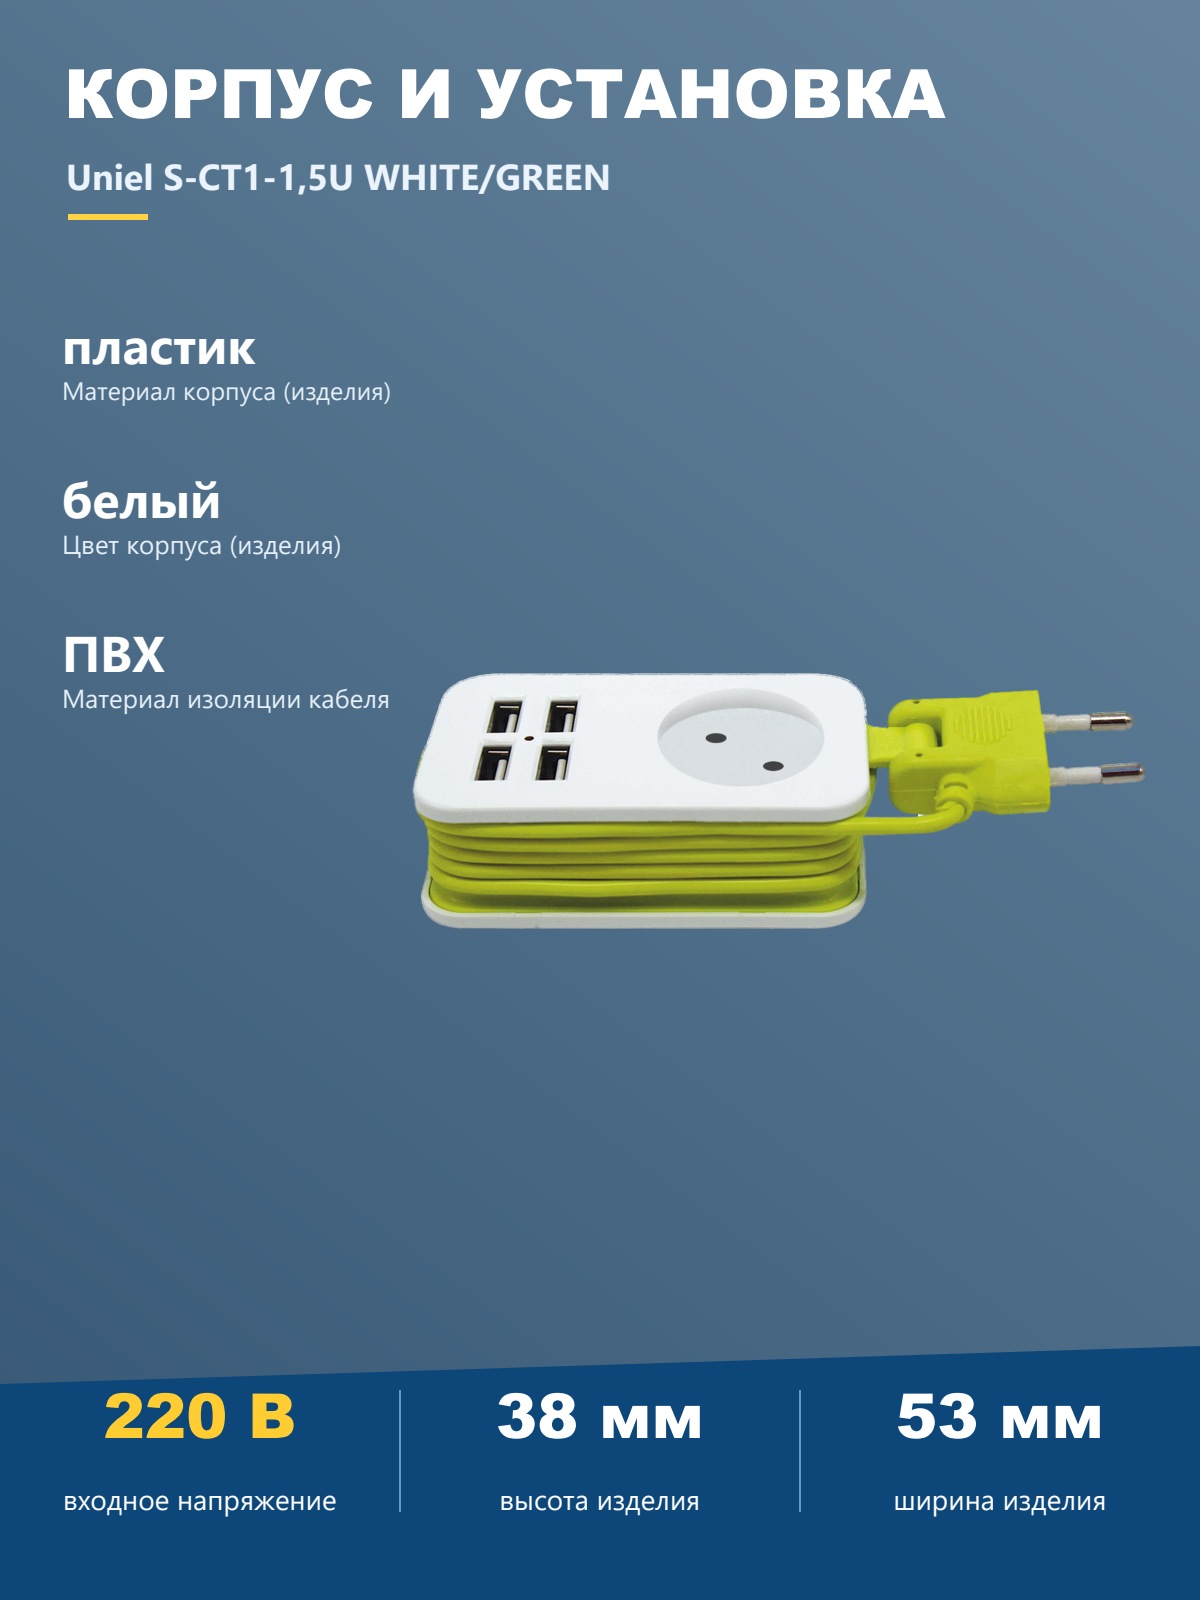 КОРПУС И УСТАНОВКА
Uniel S-CT1-1,5U WHITE/GREEN
пластик
Материал корпуса (изделия)
белый
Цвет корпуса (изделия)
ПВХ
Материал изоляции кабеля
220 В
входное напряжение
38 мм
высота изделия
53 мм
ширина изделия